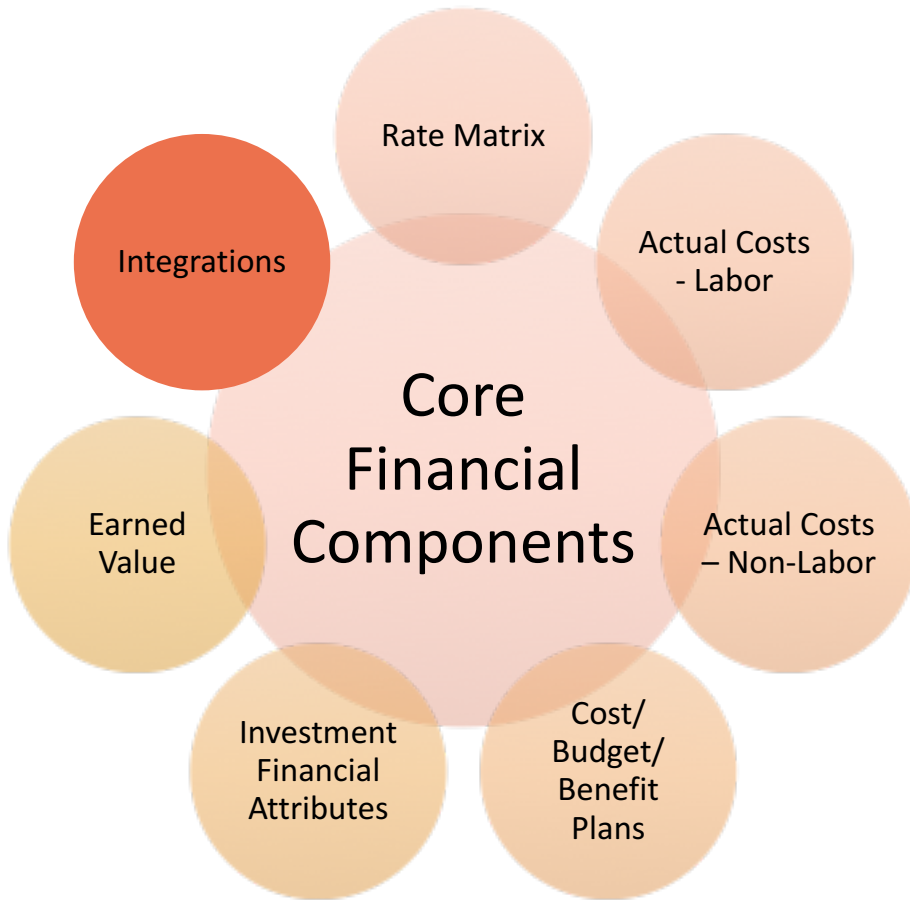 Rate Matrix
Actual Costs
- Labor
Actual Costs
– Non-Labor
Cost/
Budget/
Benefit
Plans
Investment
Financial
Attributes
Earned
Value
Integrations
Core
Financial
Components